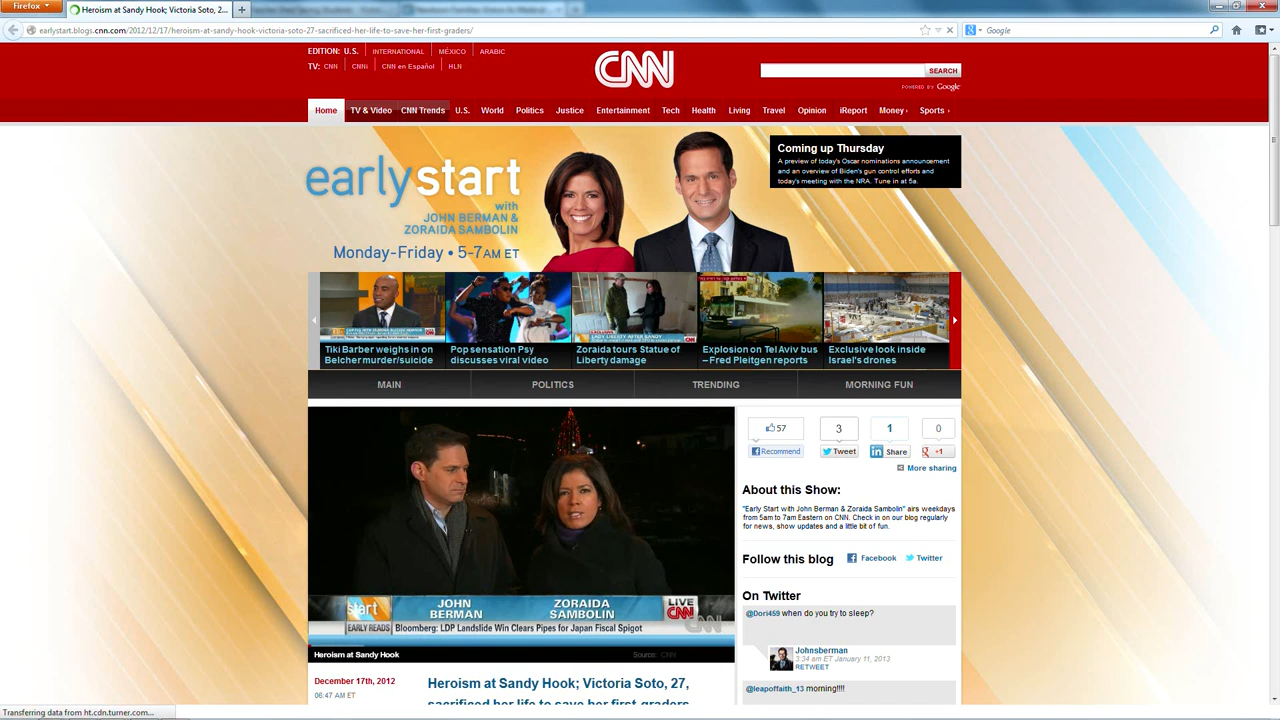 Firefox
Heroism at Sandy Hook; Victoria Soto, 2...
earlystart.blogs.cnn.com/2012/12/17/heroism-at-sandy-hook-victoria-soto-27-sacrificed-her-life-to-save-her-first-graders/
Google
EDITION: U.S. INTERNATIONAL MÉXICO ARABIC
TV: CNN CNNi CNN en Español HLN
CNN
SEARCH
POWERED BY Google
Home TV & Video CNN Trends U.S. World Politics Justice Entertainment Tech Health Living Travel Opinion iReport Money Sports
earlystart
with
JOHN BERMAN &
ZORAIDA SAMBOLIN
Monday-Friday • 5-7AM ET
Coming up Thursday
A preview of today's Oscar nominations announcement
and an overview of Biden's gun control efforts and
today's meeting with the NRA. Tune in at 5a.
Tiki Barber weighs in on
Belcher murder/suicide
Pop sensation Psy
discusses viral video
Zoraida tours Statue of
Liberty damage
Explosion on Tel Aviv bus
– Fred Pleitgen reports
Exclusive look inside
Israel's drones
MAIN POLITICS TRENDING MORNING FUN
start
JOHN
BERMAN
ZORAIDA
SAMBOLIN
LIVE
CNN
EARLY READS Bloomberg: LDP Landslide Win Clears Pipes for Japan Fiscal Spigot
CNN
Heroism at Sandy Hook Source: CNN
December 17th, 2012
06:47 AM ET
Heroism at Sandy Hook; Victoria Soto, 27,
sacrificed her life to save her first-graders
57 3 1 0
Recommend Tweet Share +1
More sharing
About this Show:
"Early Start with John Berman & Zoraida Sambolin" airs weekdays
from 5am to 7am Eastern on CNN. Check in on our blog regularly
for news, show updates and a little bit of fun.
Follow this blog Facebook Twitter
On Twitter
@Dori459 when do you try to sleep?
Johnsberman
3:34 am ET January 11, 2013
RETWEET
@leapoffaith_13 morning!!!!
Transferring data from ht.cdn.turner.com...